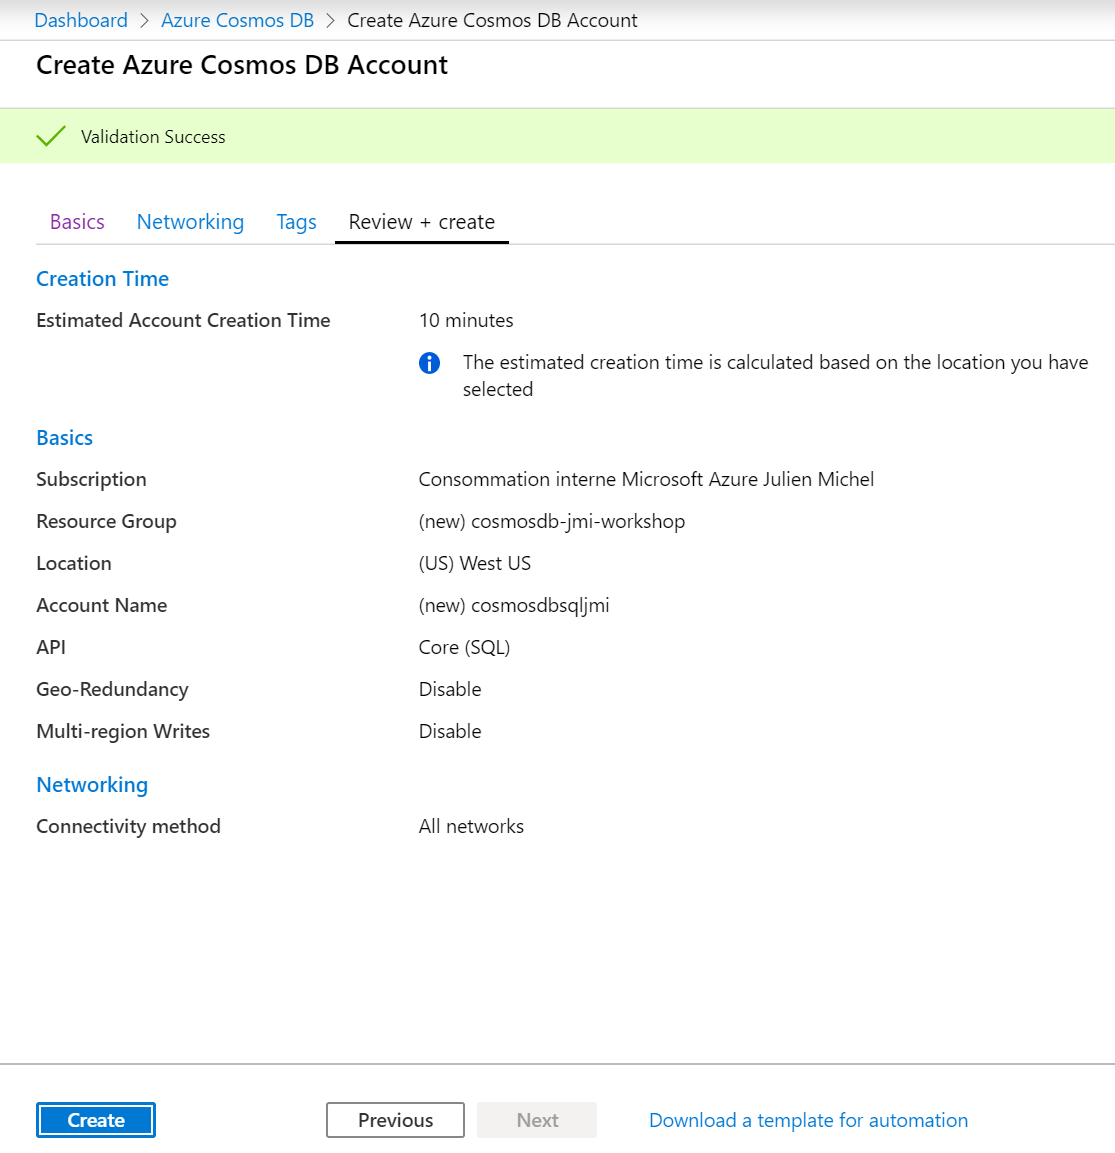 Dashboard > Azure Cosmos DB > Create Azure Cosmos DB Account
Create Azure Cosmos DB Account
Validation Success
Basics Networking Tags Review + create
Creation Time
Estimated Account Creation Time 10 minutes
The estimated creation time is calculated based on the location you have
selected
Basics
Subscription Consommation interne Microsoft Azure Julien Michel
Resource Group (new) cosmosdb-jmi-workshop
Location (US) West US
Account Name (new) cosmosdbsqljmi
API Core (SQL)
Geo-Redundancy Disable
Multi-region Writes Disable
Networking
Connectivity method All networks
Create Previous Next Download a template for automation